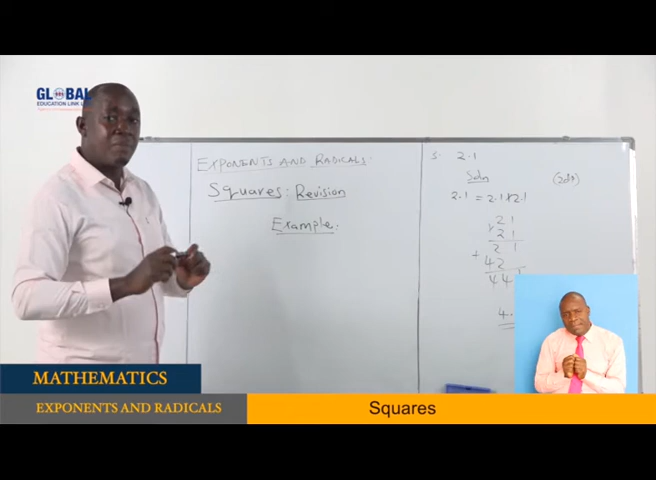 GLOBAL
EDUCATION LINK
EXPONENTS AND RADICALS:
Squares: Revision
Example:
5. 2.1
Soln
(2dp)
2.1 = 2.1 x 2.1
2 1
x 2 1
2 1
+ 4 2
4 4 1
4.
MATHEMATICS
EXPONENTS AND RADICALS
Squares